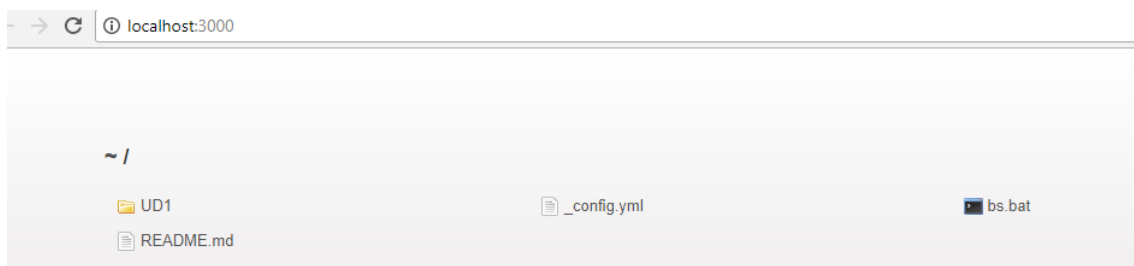 localhost:3000
~ /
UD1 _config.yml bs.bat
README.md